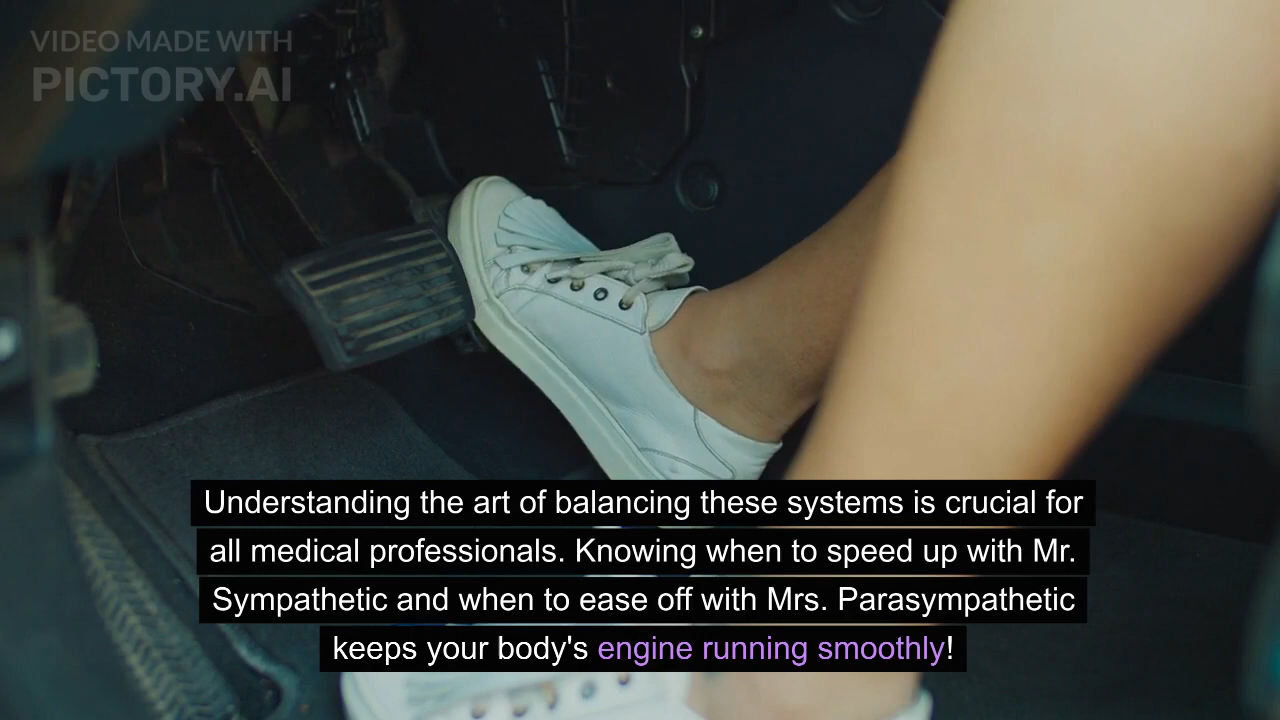 VIDEO MADE WITH
PICTORY.AI
Understanding the art of balancing these systems is crucial for
all medical professionals. Knowing when to speed up with Mr.
Sympathetic and when to ease off with Mrs. Parasympathetic
keeps your body's engine running smoothly!